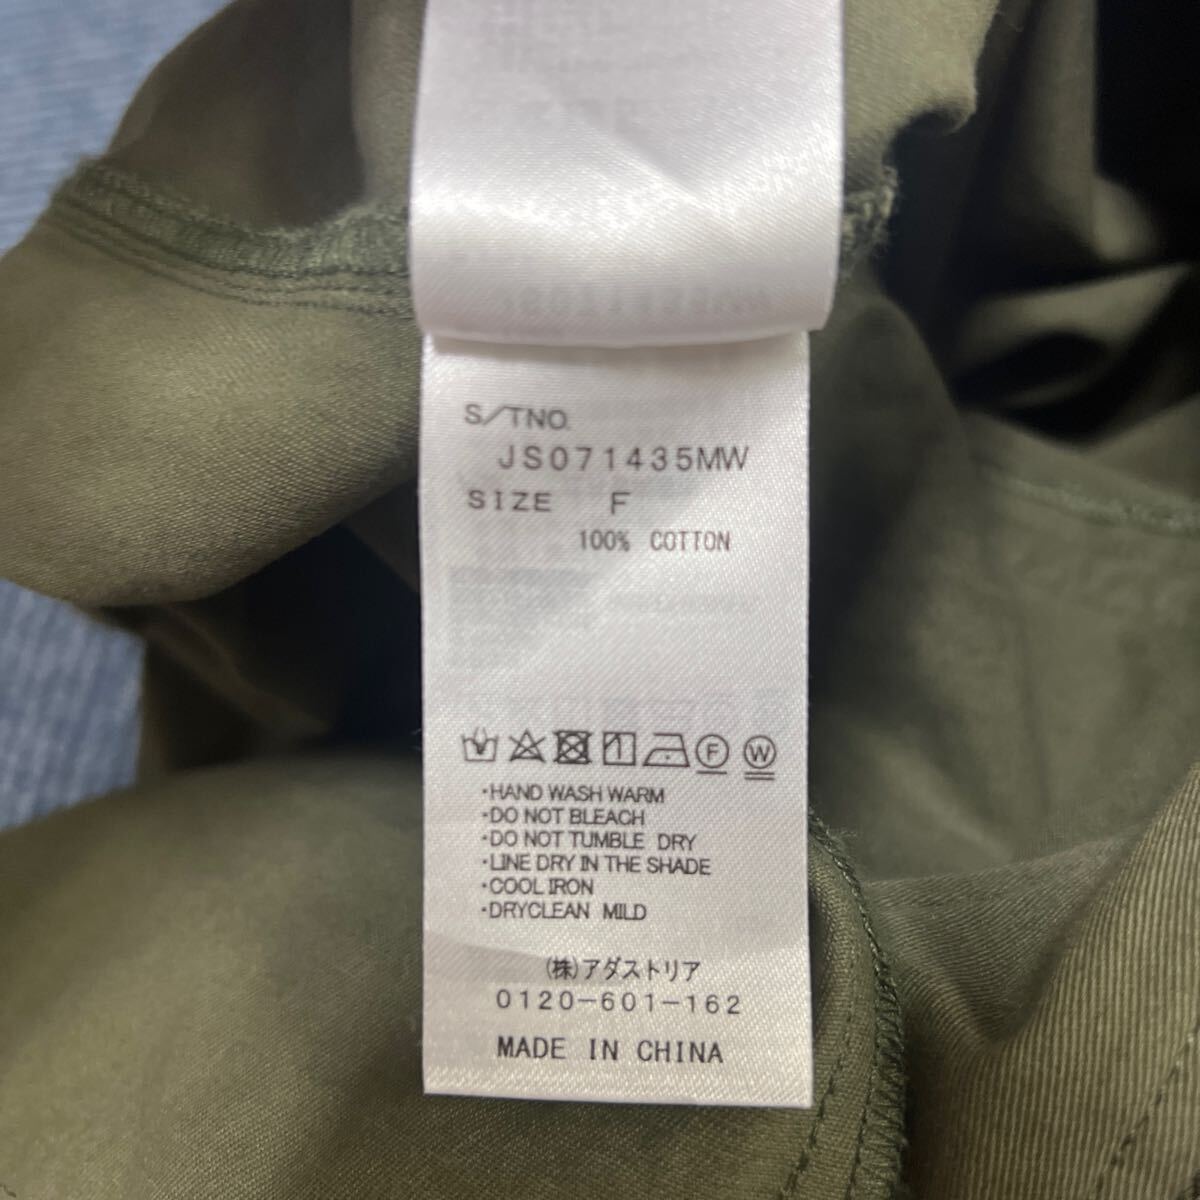 S/TNO.
JS071435MW
SIZE F
100% COTTON
F W
・HAND WASH WARM
・DO NOT BLEACH
・DO NOT TUMBLE DRY
・LINE DRY IN THE SHADE
・COOL IRON
・DRYCLEAN MILD
(株)アダストリア
0120-601-162
MADE IN CHINA